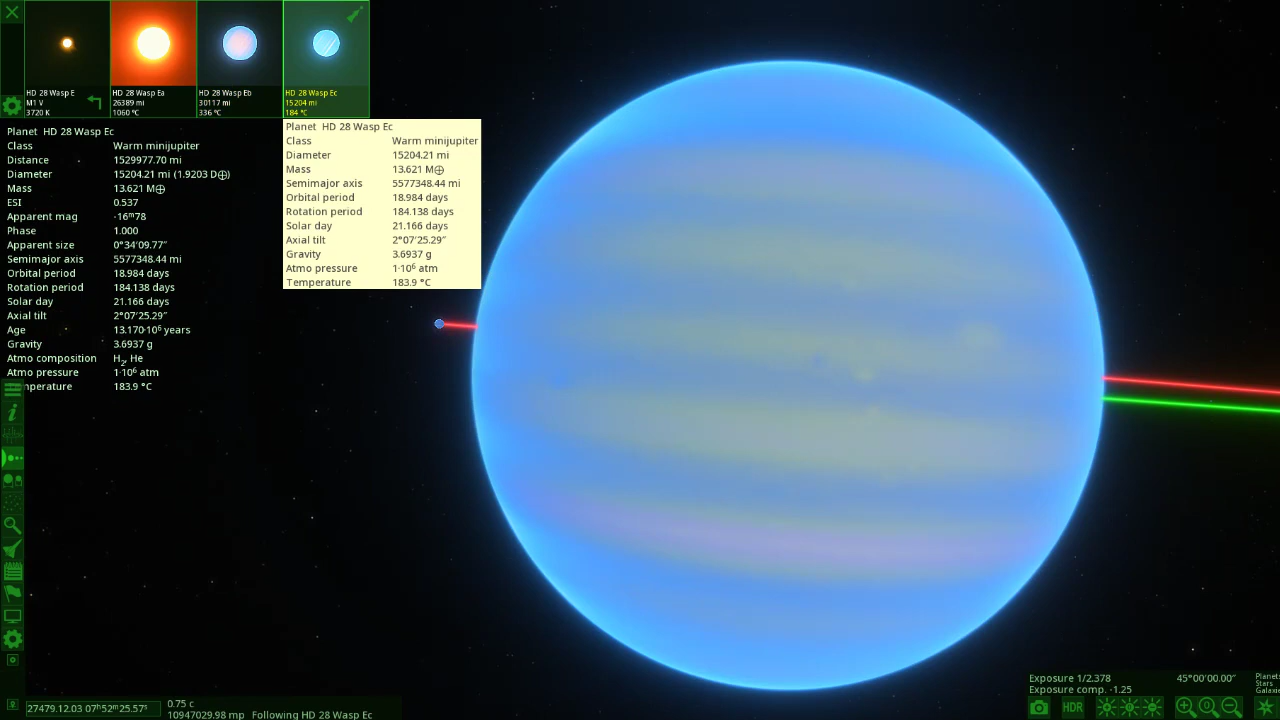 HD 28 Wasp E
M1 V
3720 K
HD 28 Wasp Ea
26389 mi
1060 °C
HD 28 Wasp Eb
30117 mi
336 °C
HD 28 Wasp Ec
15204 mi
184 °C
Planet HD 28 Wasp Ec
Class Warm minijupiter
Distance 1529977.70 mi
Diameter 15204.21 mi (1.9203 D⊕)
Mass 13.621 M⊕
ESI 0.537
Apparent mag -16ᵐ78
Phase 1.000
Apparent size 0°34′09.77″
Semimajor axis 5577348.44 mi
Orbital period 18.984 days
Rotation period 184.138 days
Solar day 21.166 days
Axial tilt 2°07′25.29″
Age 13.170·10⁶ years
Gravity 3.6937 g
Atmo composition H₂, He
Atmo pressure 1·10⁶ atm
perature 183.9 °C
Planet HD 28 Wasp Ec
Class Warm minijupiter
Diameter 15204.21 mi
Mass 13.621 M⊕
Semimajor axis 5577348.44 mi
Orbital period 18.984 days
Rotation period 184.138 days
Solar day 21.166 days
Axial tilt 2°07′25.29″
Gravity 3.6937 g
Atmo pressure 1·10⁶ atm
Temperature 183.9 °C
27479.12.03 07ʰ52ᵐ25.57ˢ
0.75 c
10947029.98 mp Following HD 28 Wasp Ec
Exposure 1/2.378 45°00′00.00″
Exposure comp. -1.25
Planets
Stars
Galaxie
HDR